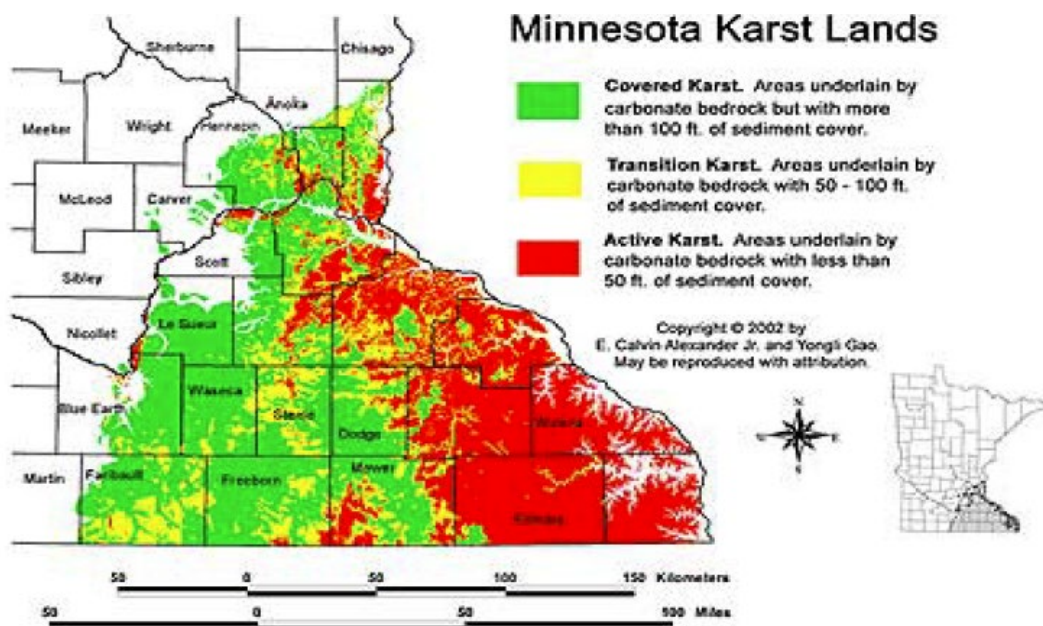 Minnesota Karst Lands
Covered Karst. Areas underlain by
carbonate bedrock but with more
than 100 ft. of sediment cover.
Transition Karst. Areas underlain by
carbonate bedrock with 50 - 100 ft.
of sediment cover.
Active Karst. Areas underlain by
carbonate bedrock with less than
50 ft. of sediment cover.
Copyright © 2002 by
E. Calvin Alexander Jr. and Yongli Gao.
May be reproduced with attribution.
Sherburne
Chisago
Anoka
Meeker
Wright
Hennepin
McLeod
Carver
Scott
Sibley
Nicollet
Le Sueur
Waseca
Blue Earth
Steele
Dodge
Winona
Martin
Faribault
Freeborn
Mower
Fillmore
N
W
E
S
50 0 50 100 150 Kilometers
50 0 50 100 Miles